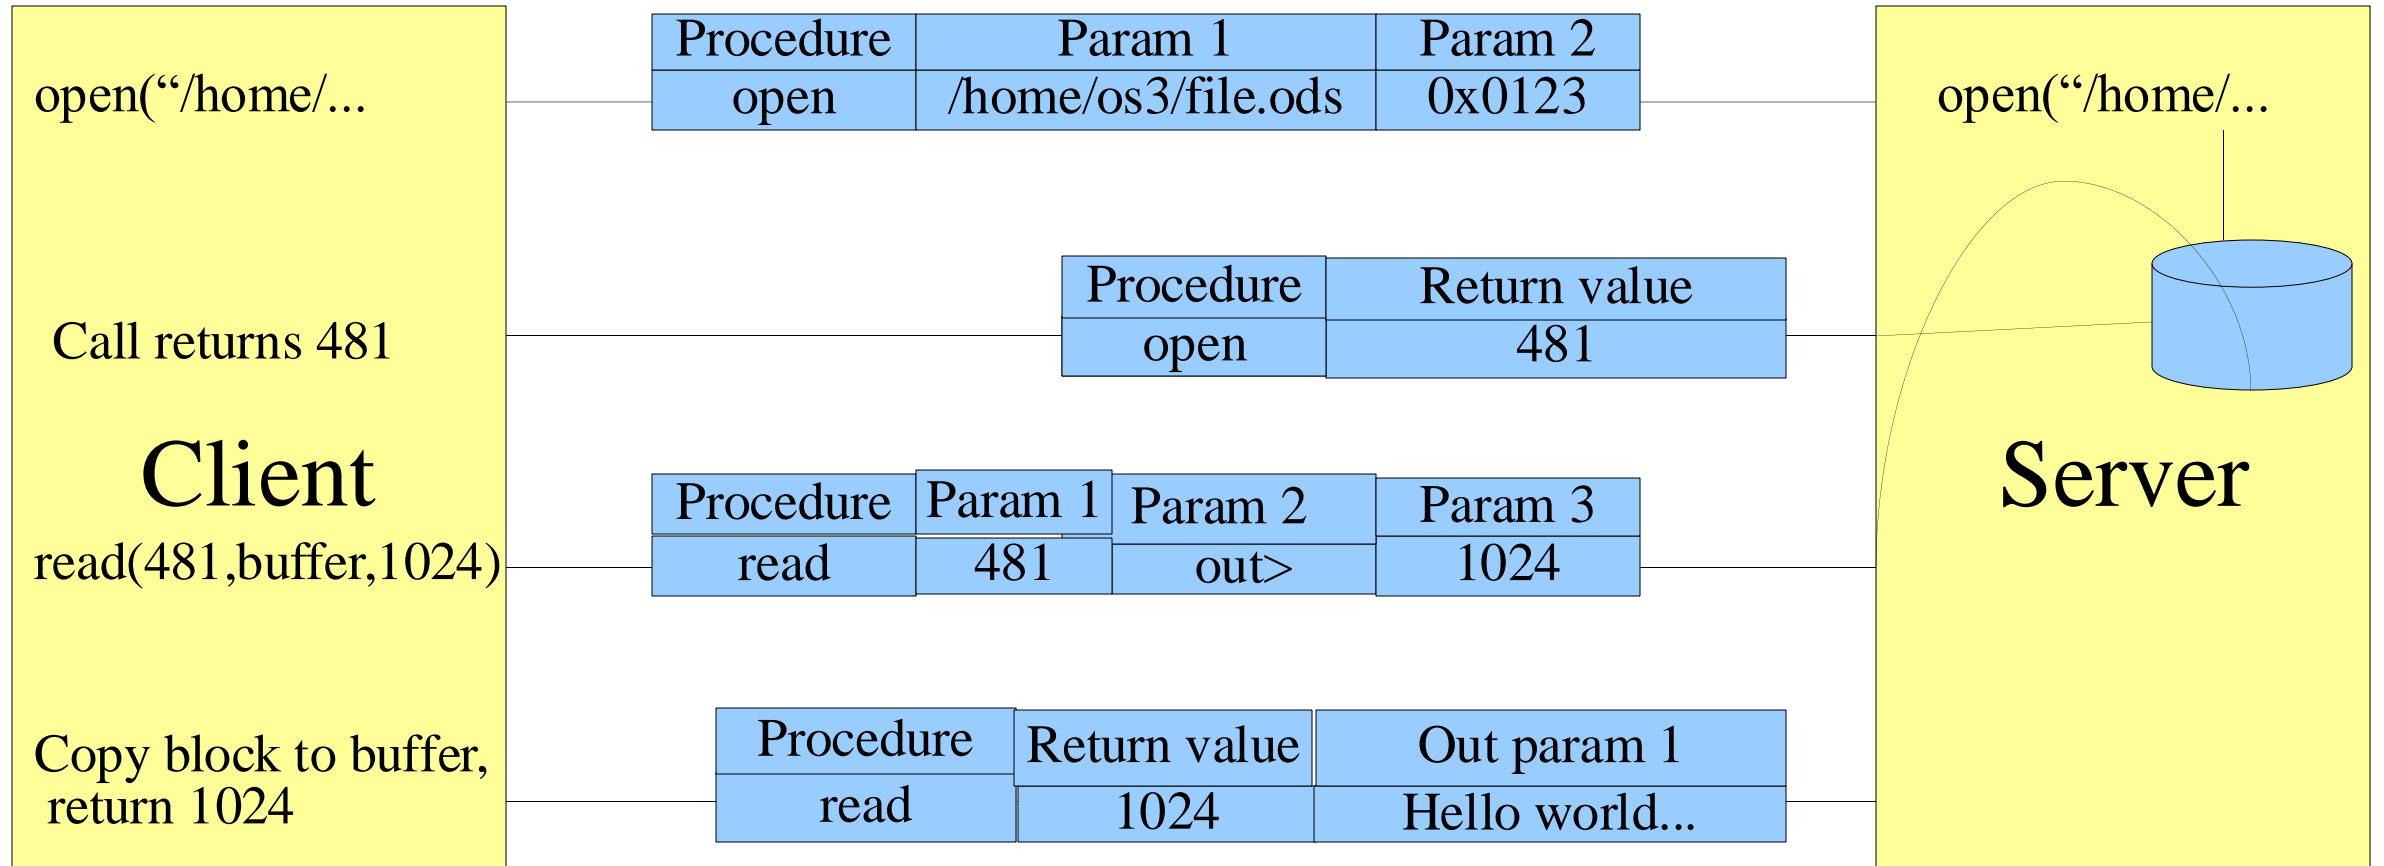 Procedure Param 1 Param 2
open(“/home/... open /home/os3/file.ods 0x0123 open(“/home/...
Procedure Return value
Call returns 481 open 481
Client Server
Procedure Param 1 Param 2 Param 3
read(481,buffer,1024) read 481 out> 1024
Procedure Return value Out param 1
Copy block to buffer,
return 1024 read 1024 Hello world...